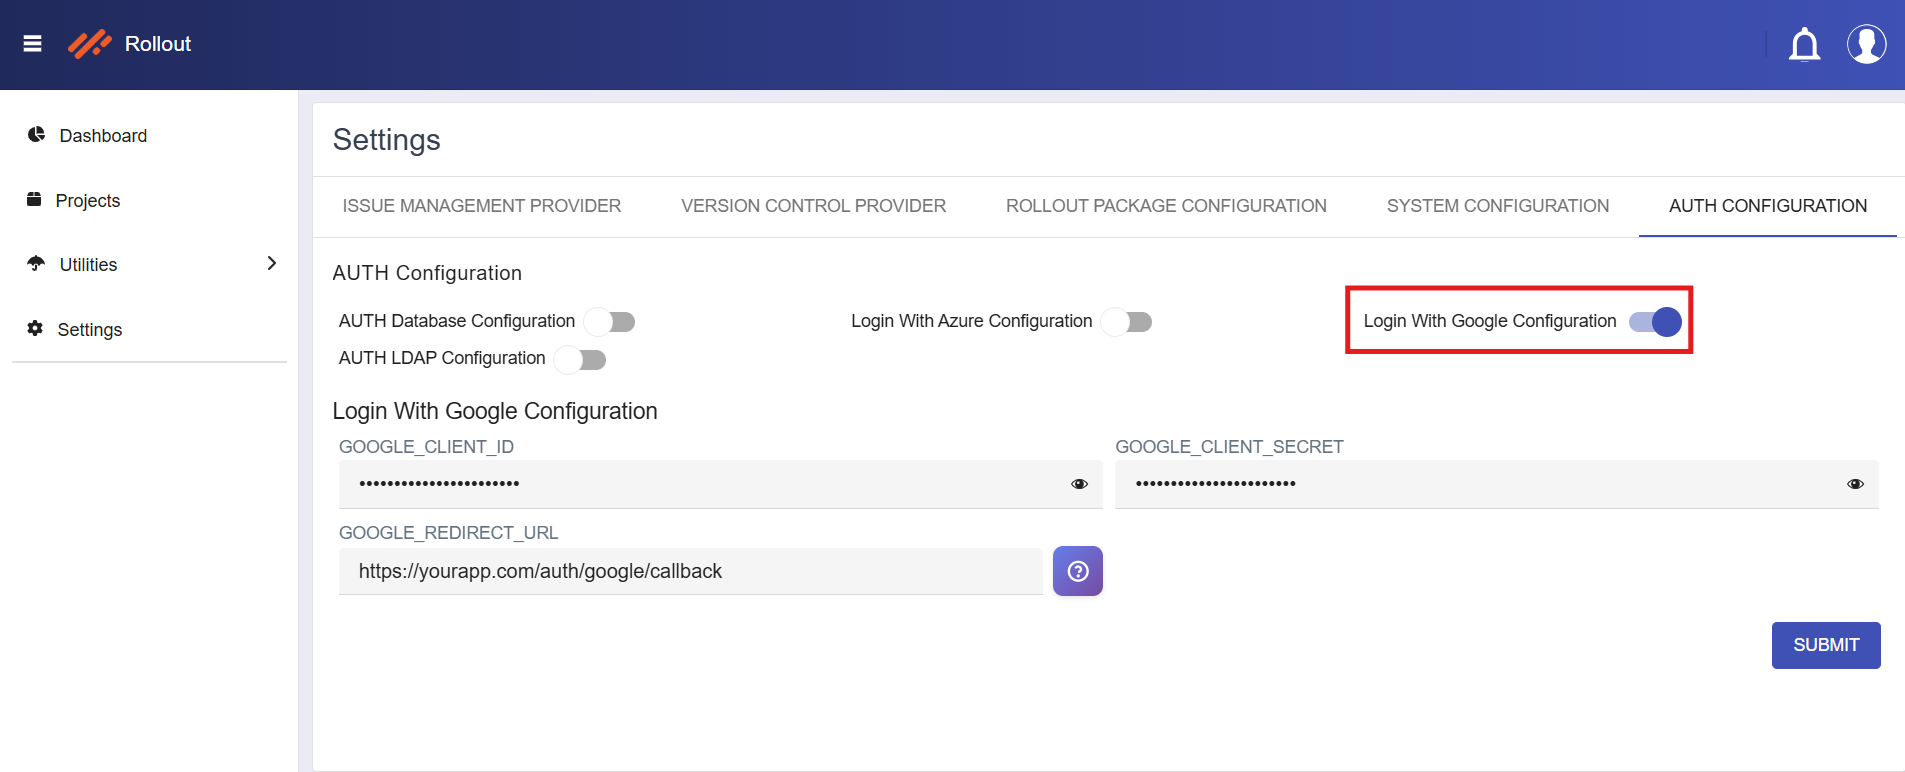 Rollout
Dashboard
Projects
Utilities
Settings
Settings
ISSUE MANAGEMENT PROVIDER VERSION CONTROL PROVIDER ROLLOUT PACKAGE CONFIGURATION SYSTEM CONFIGURATION AUTH CONFIGURATION
AUTH Configuration
AUTH Database Configuration Login With Azure Configuration Login With Google Configuration
AUTH LDAP Configuration
Login With Google Configuration
GOOGLE_CLIENT_ID GOOGLE_CLIENT_SECRET
••••••••••••••••••••••• •••••••••••••••••••••••
GOOGLE_REDIRECT_URL
https://yourapp.com/auth/google/callback ?
SUBMIT